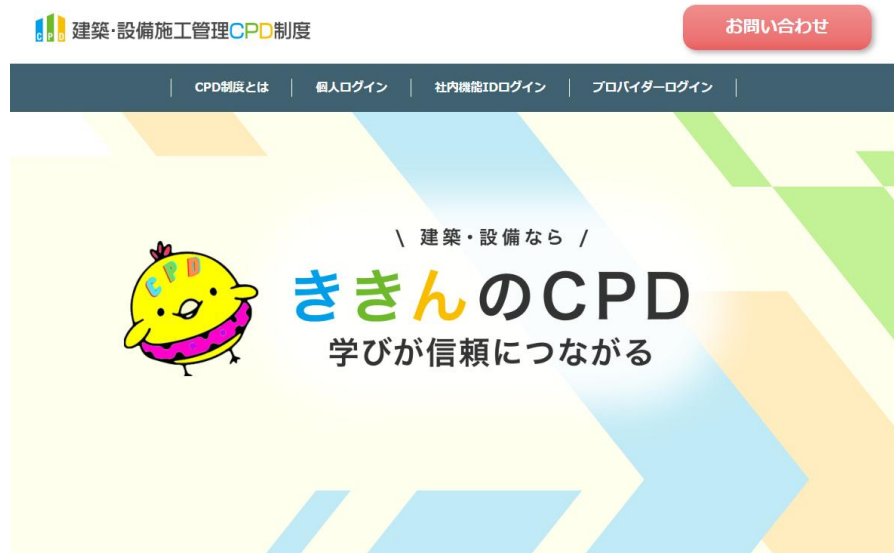 CPD 建築・設備施工管理CPD制度
お問い合わせ
CPD制度とは
個人ログイン
社内機能IDログイン
プロバイダーログイン
\ 建築・設備なら /
CPD
ききんのCPD
学びが信頼につながる